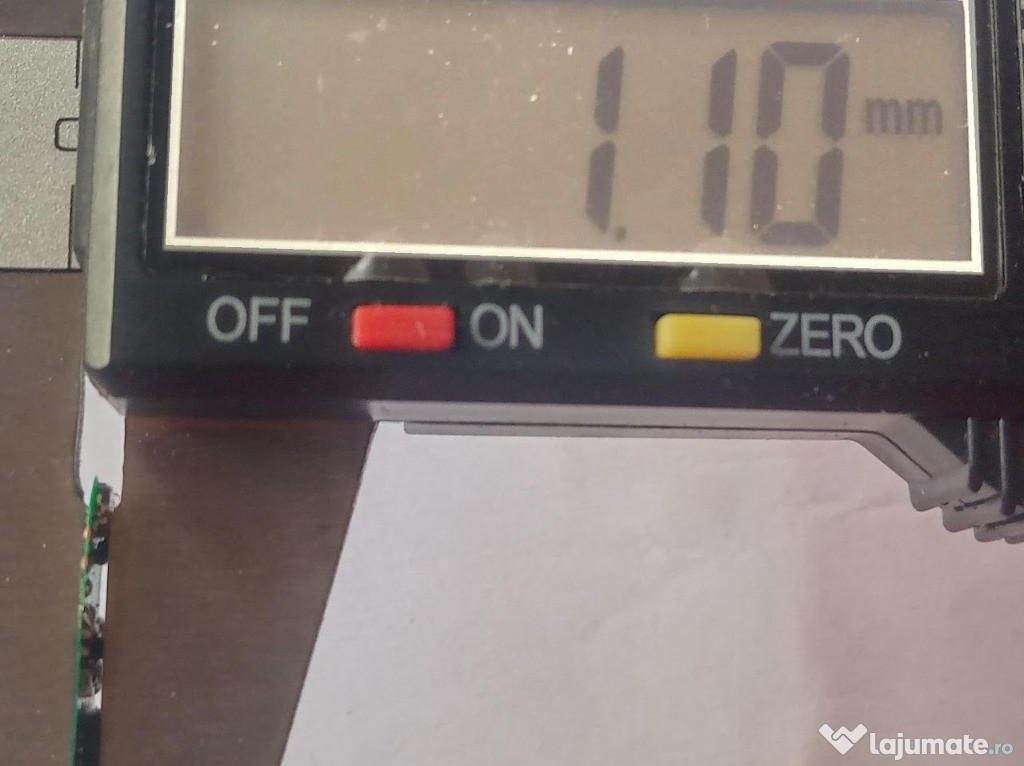 1.10 mm
OFF ON ZERO
lajumate.ro